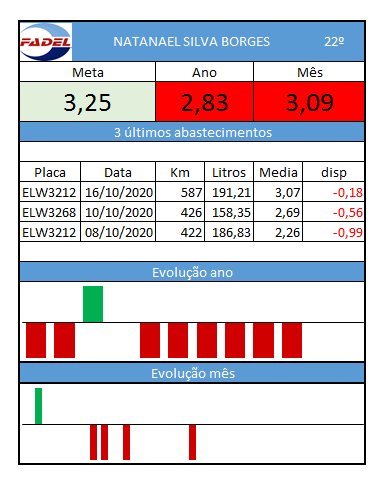 FADEL NATANAEL SILVA BORGES 22º
Meta Ano Mês
3,25 2,83 3,09
3 últimos abastecimentos
Placa Data Km Litros Media disp
ELW3212 16/10/2020 587 191,21 3,07 -0,18
ELW3268 10/10/2020 426 158,35 2,69 -0,56
ELW3212 08/10/2020 422 186,83 2,26 -0,99
Evolução ano
Evolução mês